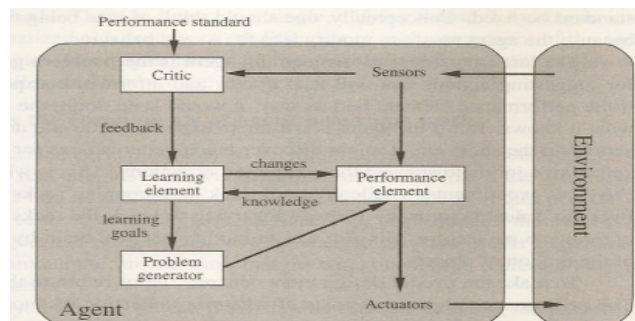 Performance standard
Critic
Sensors
feedback
changes
Learning
element
Performance
element
knowledge
learning
goals
Problem
generator
Agent
Actuators
Environment